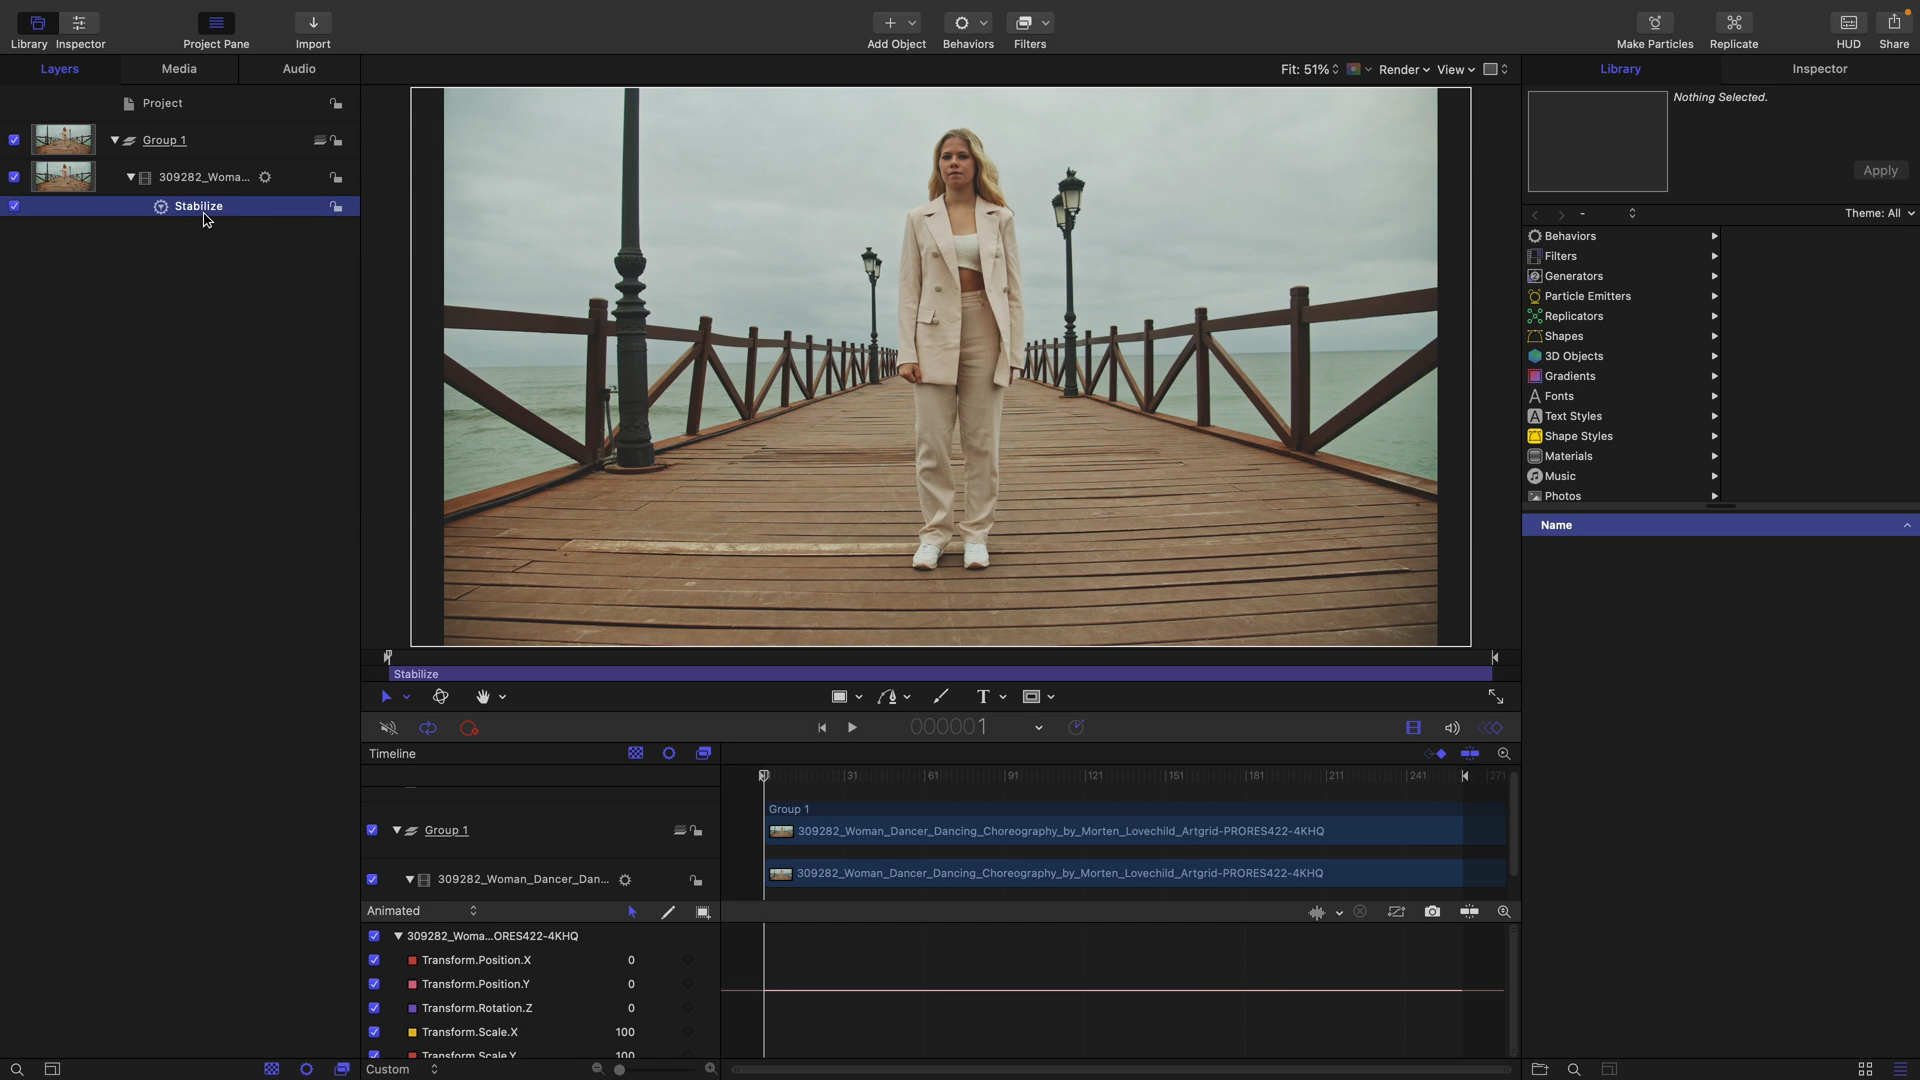 Library Inspector Project Pane Import Add Object Behaviors Filters Make Particles Replicate HUD Share
Layers Media Audio
Fit: 51% Render View
Library Inspector
Nothing Selected.
Apply
Project
Group 1
309282_Woma...
Stabilize
Theme: All
Behaviors
Filters
Generators
Particle Emitters
Replicators
Shapes
3D Objects
Gradients
Fonts
Text Styles
Shape Styles
Materials
Music
Photos
Name
Stabilize
T
000001
Timeline
31 61 91 121 151 181 211 241 271
Group 1
Group 1
309282_Woman_Dancer_Dancing_Choreography_by_Morten_Lovechild_Artgrid-PRORES422-4KHQ
309282_Woman_Dancer_Dan...
309282_Woman_Dancer_Dancing_Choreography_by_Morten_Lovechild_Artgrid-PRORES422-4KHQ
Animated
309282_Woma...ORES422-4KHQ
Transform.Position.X 0
Transform.Position.Y 0
Transform.Rotation.Z 0
Transform.Scale.X 100
Transform.Scale.Y 100
Custom